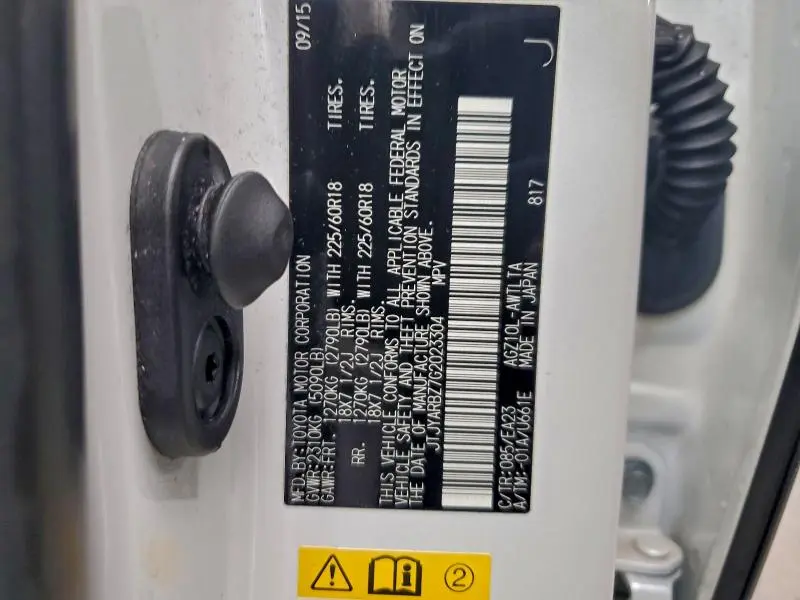 MFD.BY:TOYOTA MOTOR CORPORATION 09/15
GVWR:2310KG (5090LB)
GAWR:FRT. 1270KG (2790LB) WITH 225/60R18 TIRES.
18X7 1/2J RIMS.
RR. 1270KG (2790LB) WITH 225/60R18 TIRES.
18X7 1/2J RIMS.
THIS VEHICLE CONFORMS TO ALL APPLICABLE FEDERAL MOTOR
VEHICLE SAFETY AND THEFT PREVENTION STANDARDS IN EFFECT ON
THE DATE OF MANUFACTURE SHOWN ABOVE.
JTJYARBZ7G2023304 MPV
C/TR:085/EA23 AGZ10L-AWTLTA 817 J
A/TM:-01A/U661E MADE IN JAPAN
2